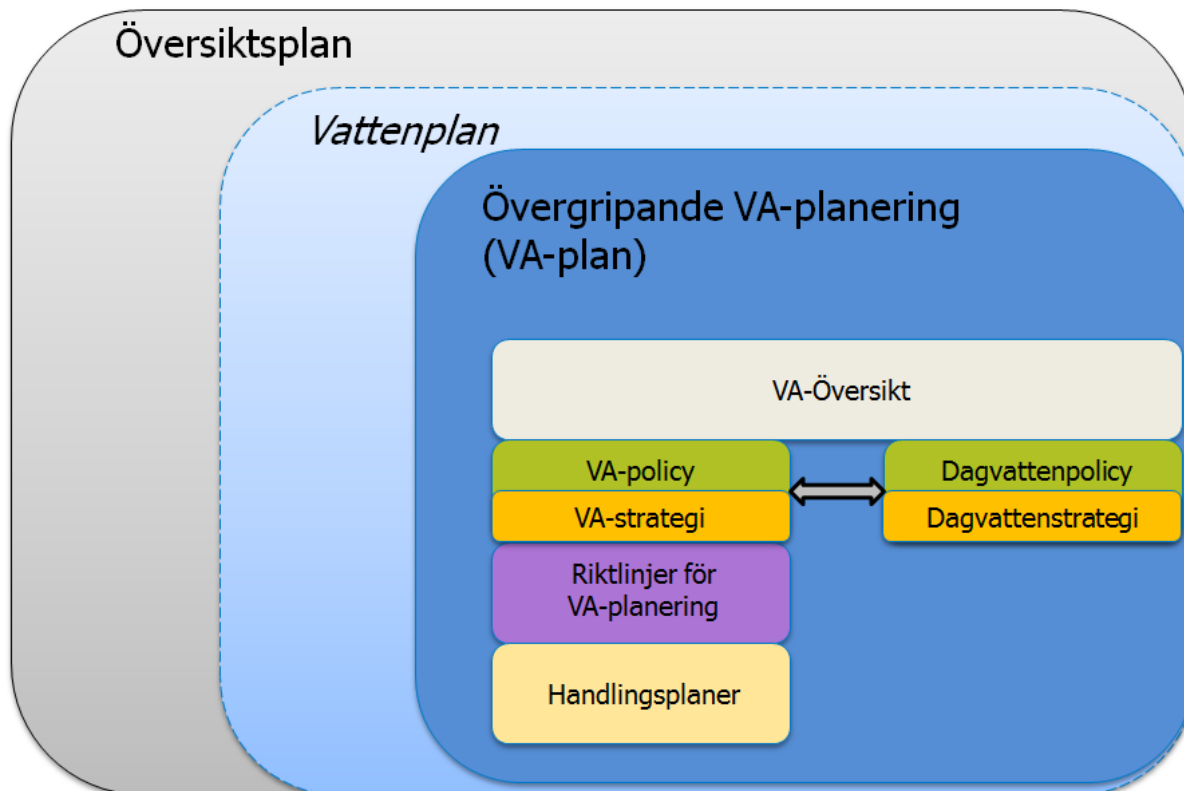 Översiktsplan
Vattenplan
Övergripande VA-planering
(VA-plan)
VA-Översikt
VA-policy
Dagvattenpolicy
VA-strategi
Dagvattenstrategi
Riktlinjer för
VA-planering
Handlingsplaner